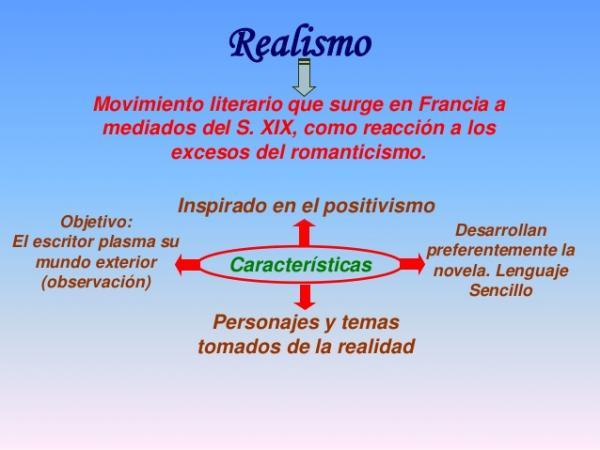 Realismo
Movimiento literario que surge en Francia a
mediados del S. XIX, como reacción a los
excesos del romanticismo.
Inspirado en el positivismo
Objetivo:
El escritor plasma su
mundo exterior
(observación)
Características
Desarrollan
preferentemente la
novela. Lenguaje
Sencillo
Personajes y temas
tomados de la realidad